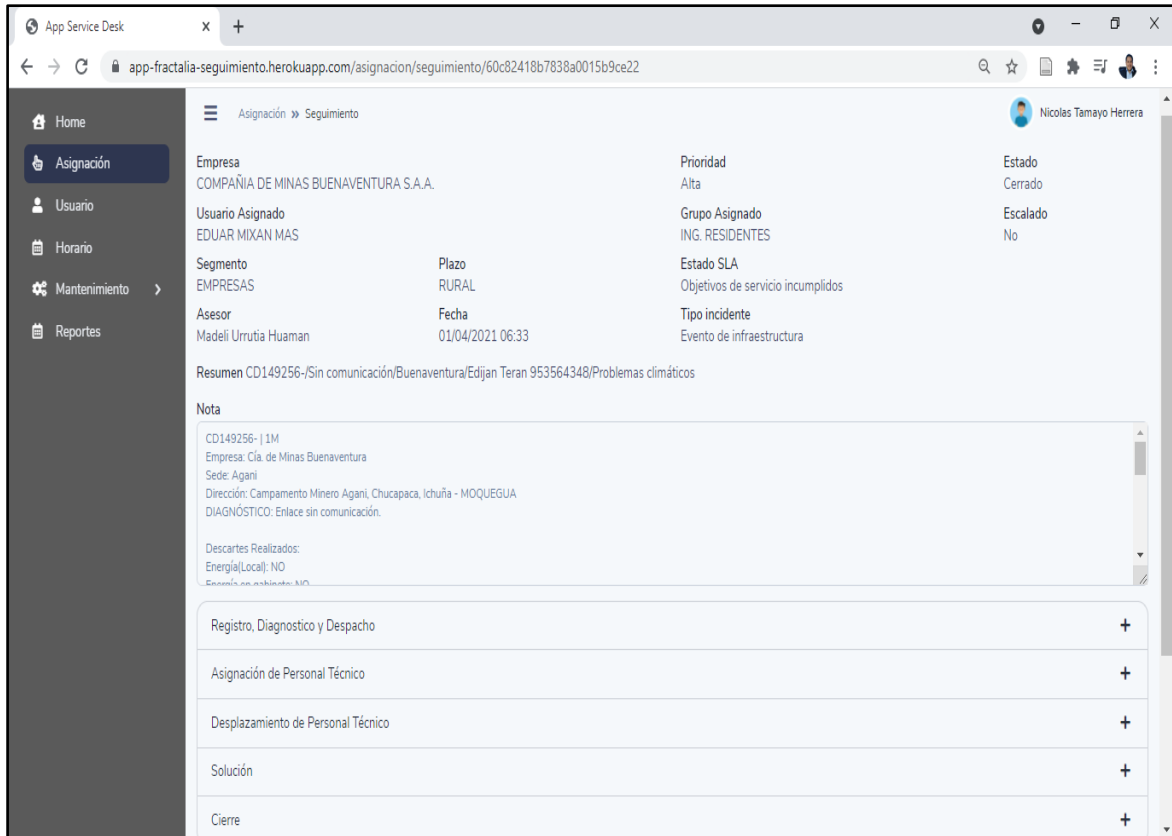 App Service Desk
app-fractalia-seguimiento.herokuapp.com/asignacion/seguimiento/60c82418b7838a0015b9ce22
Home
Asignación
Usuario
Horario
Mantenimiento
Reportes
Asignación » Seguimiento
Nicolas Tamayo Herrera
Empresa Prioridad Estado
COMPAÑIA DE MINAS BUENAVENTURA S.A.A. Alta Cerrado
Usuario Asignado Grupo Asignado Escalado
EDUAR MIXAN MAS ING. RESIDENTES No
Segmento Plazo Estado SLA
EMPRESAS RURAL Objetivos de servicio incumplidos
Asesor Fecha Tipo incidente
Madeli Urrutia Huaman 01/04/2021 06:33 Evento de infraestructura
Resumen CD149256-/Sin comunicación/Buenaventura/Edijan Teran 953564348/Problemas climáticos
Nota
CD149256- | 1M
Empresa: Cía. de Minas Buenaventura
Sede: Agani
Dirección: Campamento Minero Agani, Chucapaca, Ichuña - MOQUEGUA
DIAGNÓSTICO: Enlace sin comunicación.
Descartes Realizados:
Energía(Local): NO
Energía en gabinete: NO
Registro, Diagnostico y Despacho +
Asignación de Personal Técnico +
Desplazamiento de Personal Técnico +
Solución +
Cierre +